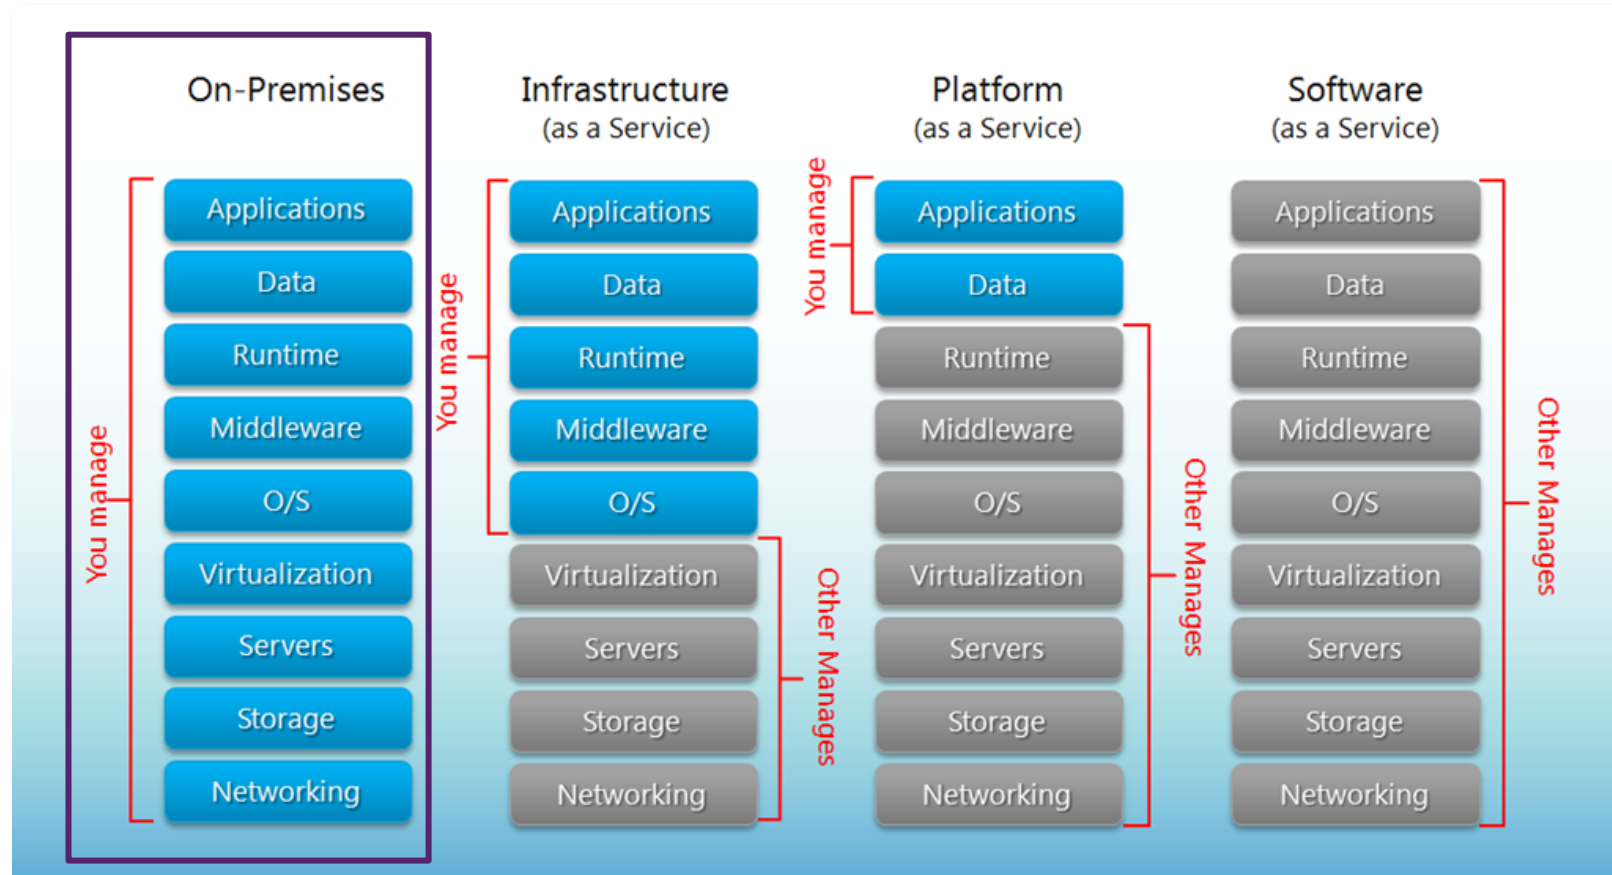 On-Premises
You manage
Applications
Data
Runtime
Middleware
O/S
Virtualization
Servers
Storage
Networking
Infrastructure
(as a Service)
You manage
Applications
Data
Runtime
Middleware
O/S
Virtualization
Servers
Storage
Networking
Other Manages
Platform
(as a Service)
You manage
Applications
Data
Runtime
Middleware
O/S
Virtualization
Servers
Storage
Networking
Other Manages
Software
(as a Service)
Applications
Data
Runtime
Middleware
O/S
Virtualization
Servers
Storage
Networking
Other Manages